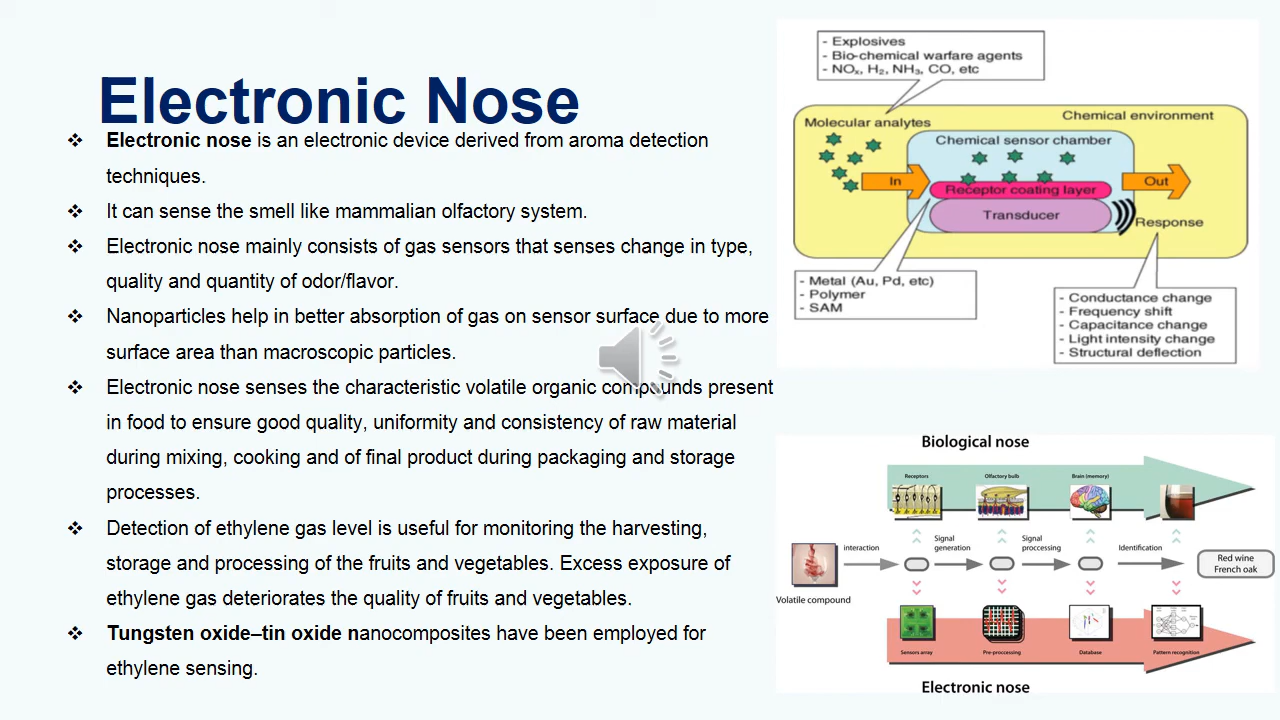 Electronic Nose
❖ Electronic nose is an electronic device derived from aroma detection
techniques.
❖ It can sense the smell like mammalian olfactory system.
❖ Electronic nose mainly consists of gas sensors that senses change in type,
quality and quantity of odor/flavor.
❖ Nanoparticles help in better absorption of gas on sensor surface due to more
surface area than macroscopic particles.
❖ Electronic nose senses the characteristic volatile organic compounds present
in food to ensure good quality, uniformity and consistency of raw material
during mixing, cooking and of final product during packaging and storage
processes.
❖ Detection of ethylene gas level is useful for monitoring the harvesting,
storage and processing of the fruits and vegetables. Excess exposure of
ethylene gas deteriorates the quality of fruits and vegetables.
❖ Tungsten oxide–tin oxide nanocomposites have been employed for
ethylene sensing.
- Explosives
- Bio-chemical warfare agents
- NOₓ, H₂, NH₃, CO, etc
Chemical environment
Molecular analytes
Chemical sensor chamber
In
Receptor coating layer
Out
Transducer
Response
- Metal (Au, Pd, etc)
- Polymer
- SAM
- Conductance change
- Frequency shift
- Capacitance change
- Light intensity change
- Structural deflection
Biological nose
Receptors
Olfactory bulb
Brain (memory)
interaction
Signal
generation
Signal
proccessing
Identification
Red wine
French oak
Volatile compound
Sensors array
Pre-proccessing
Database
Pattern recognition
Electronic nose